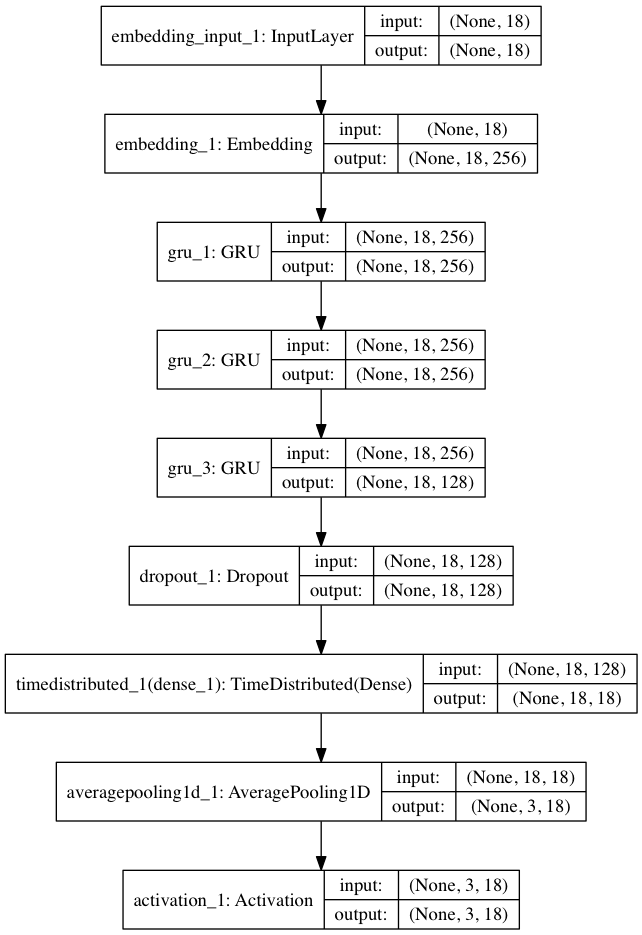 embedding_input_1: InputLayer
input: (None, 18)
output: (None, 18)
embedding_1: Embedding
input: (None, 18)
output: (None, 18, 256)
gru_1: GRU
input: (None, 18, 256)
output: (None, 18, 256)
gru_2: GRU
input: (None, 18, 256)
output: (None, 18, 256)
gru_3: GRU
input: (None, 18, 256)
output: (None, 18, 128)
dropout_1: Dropout
input: (None, 18, 128)
output: (None, 18, 128)
timedistributed_1(dense_1): TimeDistributed(Dense)
input: (None, 18, 128)
output: (None, 18, 18)
averagepooling1d_1: AveragePooling1D
input: (None, 18, 18)
output: (None, 3, 18)
activation_1: Activation
input: (None, 3, 18)
output: (None, 3, 18)